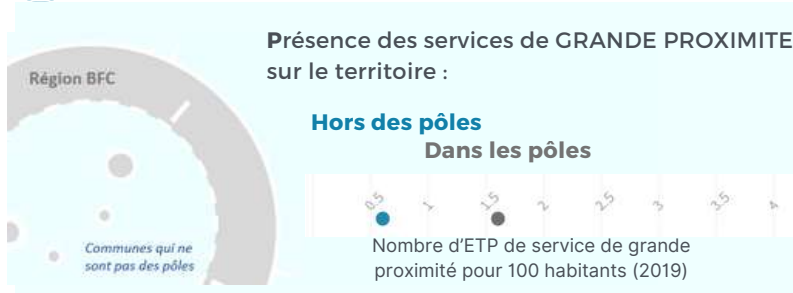 Présence des services de GRANDE PROXIMITE
sur le territoire :
Région BFC
Hors des pôles
Dans les pôles
0.5 1 1.5 2 2.5 3 3.5 4
Nombre d'ETP de service de grande
proximité pour 100 habitants (2019)
Communes qui ne
sont pas des pôles